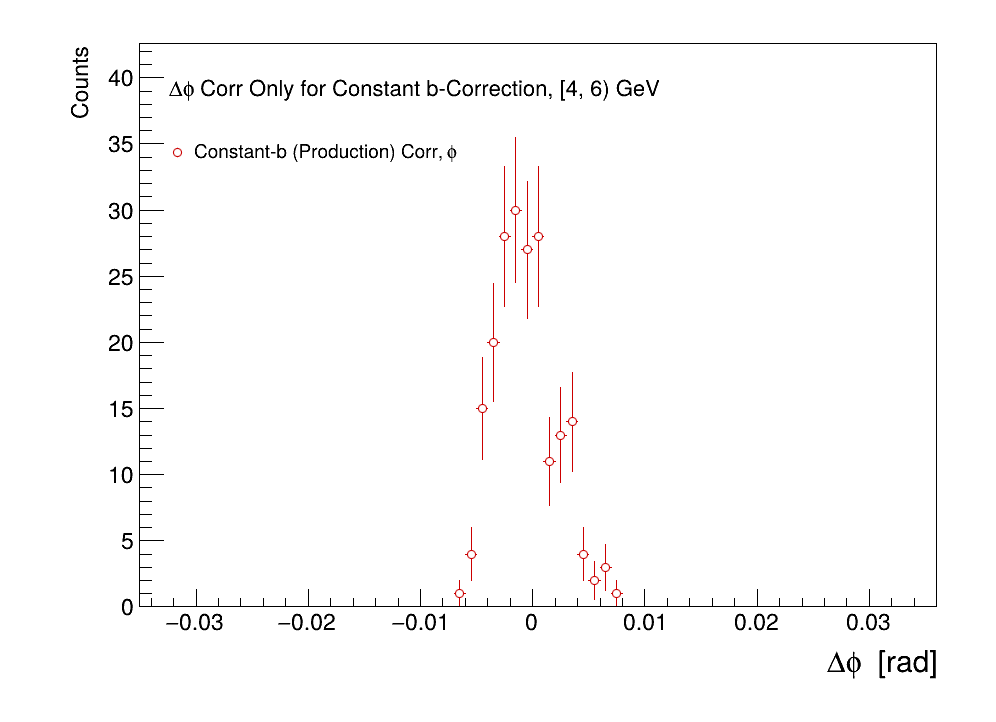 Counts
Δϕ Corr Only for Constant b-Correction, [4, 6) GeV
Constant-b (Production) Corr, ϕ
40
35
30
25
20
15
10
5
0
−0.03 −0.02 −0.01 0 0.01 0.02 0.03
Δϕ [rad]